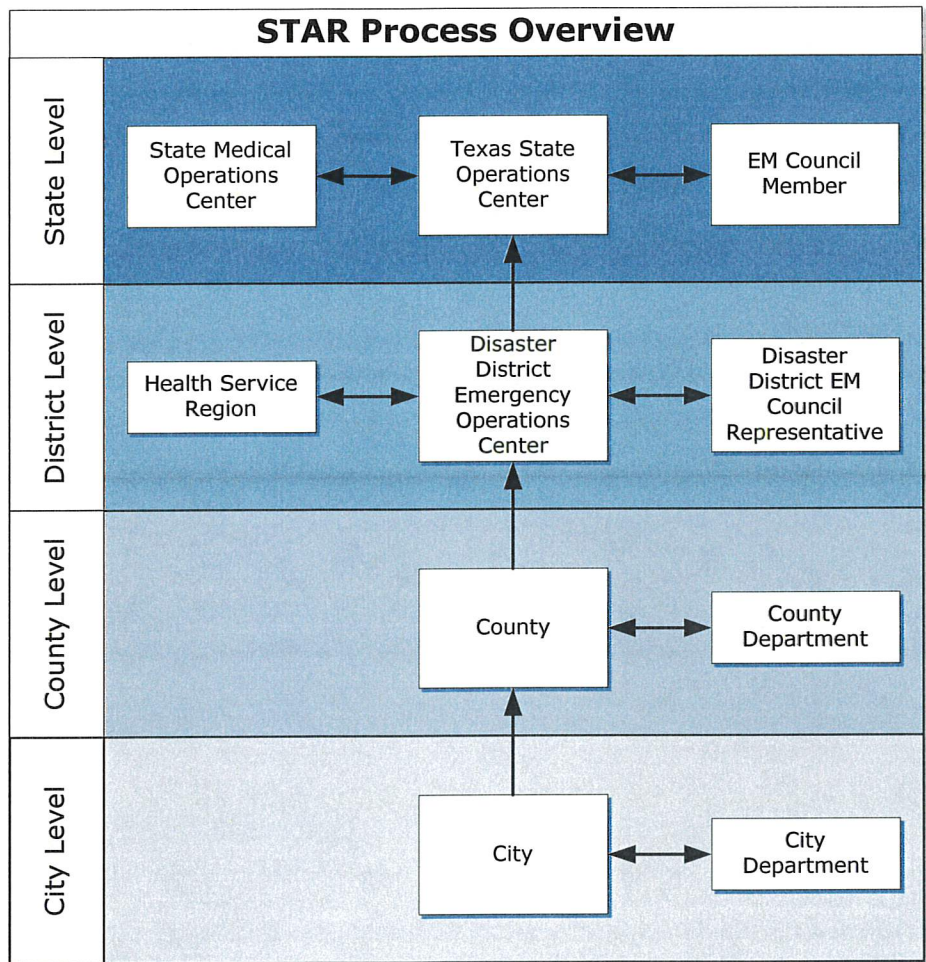 STAR Process Overview
State Level
State Medical
Operations
Center
Texas State
Operations
Center
EM Council
Member
District Level
Health Service
Region
Disaster
District
Emergency
Operations
Center
Disaster
District EM
Council
Representative
County Level
County
County
Department
City Level
City
City
Department